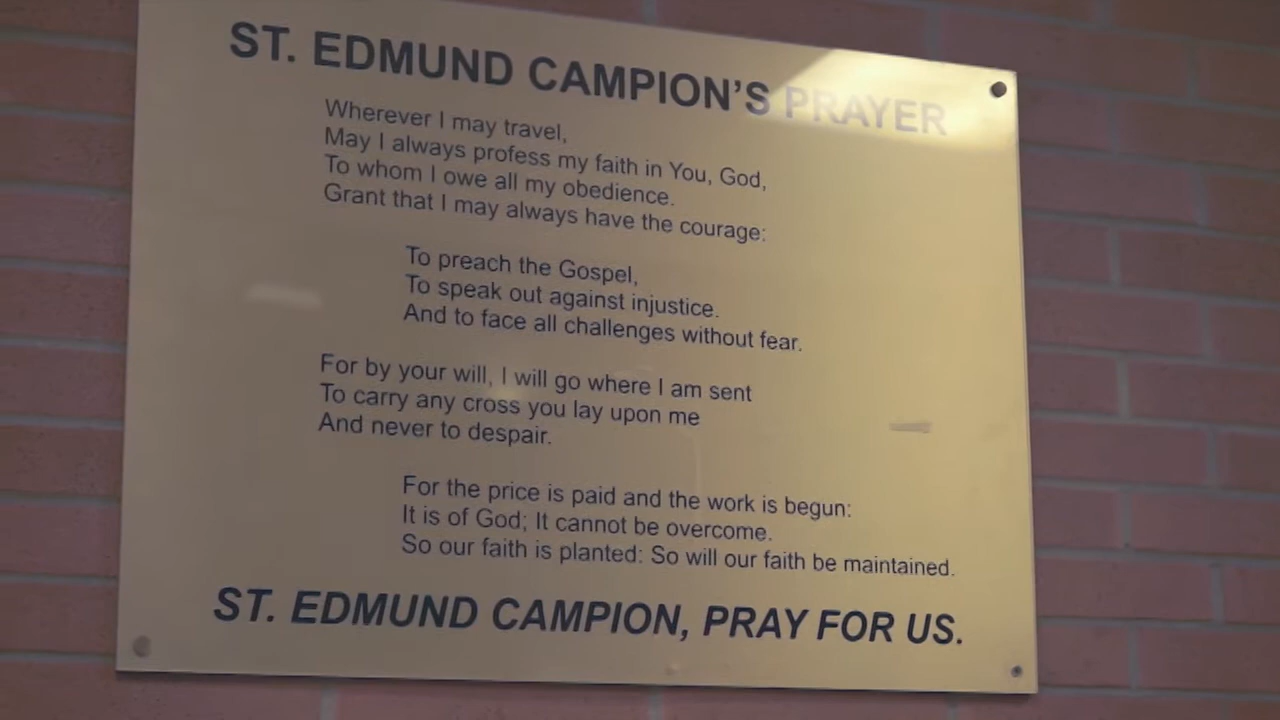 ST. EDMUND CAMPION'S PRAYER
Wherever I may travel,
May I always profess my faith in You, God,
To whom I owe all my obedience.
Grant that I may always have the courage:
To preach the Gospel,
To speak out against injustice.
And to face all challenges without fear.
For by your will, I will go where I am sent
To carry any cross you lay upon me
And never to despair.
For the price is paid and the work is begun:
It is of God; It cannot be overcome.
So our faith is planted: So will our faith be maintained.
ST. EDMUND CAMPION, PRAY FOR US.